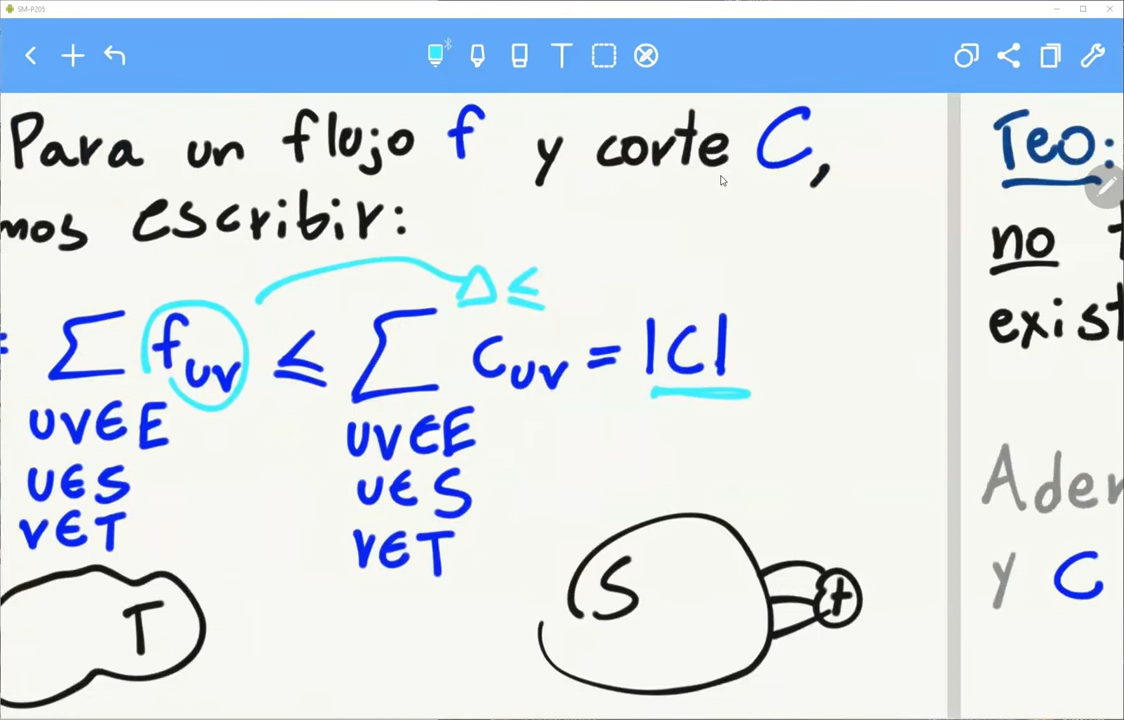 SM-P205
Para un flujo f y corte C,
mos escribir:
= ∑ f_uv ≤ ∑ c_uv = |C|
△ ≤
uv∈E
u∈S
v∈T
uv∈E
u∈S
v∈T
T
S
t
Teo:
no
exist
Ader
y C